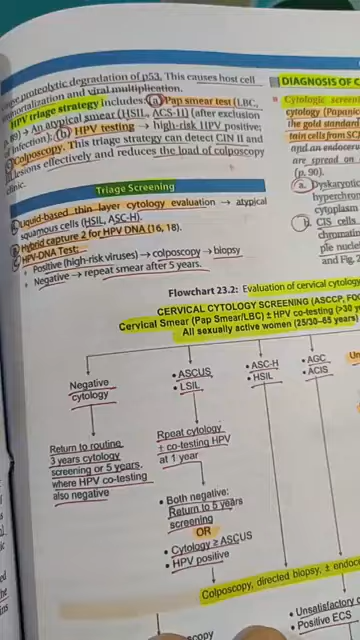 proteolytic degradation of p53. This causes host cell
immortalization and viral multiplication.
HPV triage strategy includes: (a) Pap smear test (LBC,
89) → An atypical smear (HSIL, ACS-H) (after exclusion
infection); (b) HPV testing → high-risk HPV positive;
Colposcopy. This triage strategy can detect CIN II and
lesions effectively and reduces the load of colposcopy
clinic.
Triage Screening
Liquid-based thin layer cytology evaluation → atypical
squamous cells (HSIL, ASC-H).
Hybrid capture 2 for HPV DNA (16, 18).
HPV-DNA Test:
• Positive (high-risk viruses) → colposcopy → biopsy
• Negative → repeat smear after 5 years.
DIAGNOSIS OF C
Cytologic screening
cytology (Papanico
the gold standard
tain cells from SC
and an endocerv
are spread on
(p. 90).
a. Dyskaryotic
hyperchrom
cytoplasm
b. CIS cells
chromatin
ple nucle
and Fig. 2
Flowchart 23.2: Evaluation of cervical cytology
CERVICAL CYTOLOGY SCREENING (ASCCP,
Cervical Smear (Pap Smear/LBC) ± HPV co-testing (>30
All sexually active women (25/30–65 years)
Negative
cytology
• ASCUS
• LSIL
• ASC-H
• HSIL
• AGC
• ACIS
Return to routine
3 years cytology
screening or 5 years,
where HPV co-testing
also negative
Rpeat cytology
± co-testing HPV
at 1 year
• Both negative:
Return to 5 years
screening
OR
• Cytology ≥ ASCUS
• HPV positive
Colposcopy, directed biopsy, ± endoce
• Unsatisfactory
• Positive ECS